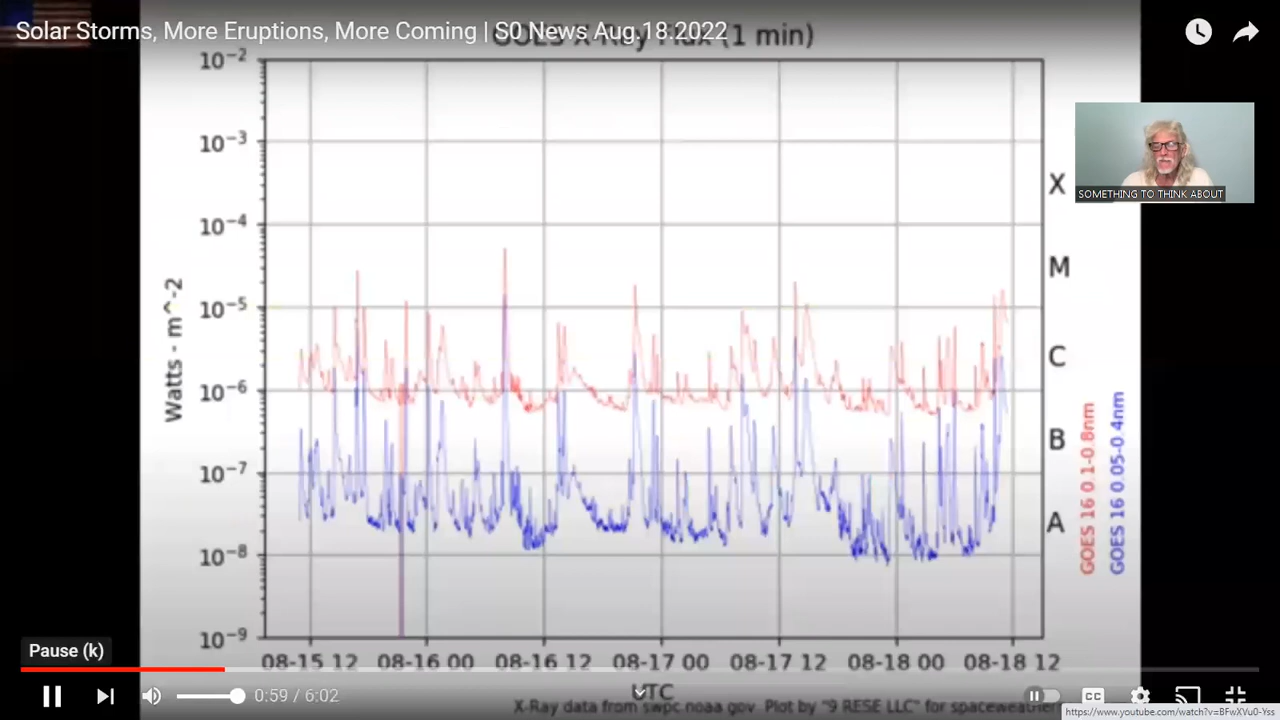 Solar Storms, More Eruptions, More Coming | S0 News Aug.18.2022
GOES X-Ray Flux (1 min)
10^-2
10^-3
10^-4
10^-5
10^-6
10^-7
10^-8
10^-9
Watts - m^-2
X
M
C
B
A
GOES 16 0.1-0.8nm
GOES 16 0.05-0.4nm
SOMETHING TO THINK ABOUT
08-15 12 08-16 00 08-16 12 08-17 00 08-17 12 08-18 00 08-18 12
UTC
X-Ray data from swpc.noaa.gov Plot by "9 RESE LLC" for spaceweather
Pause (k)
0:59 / 6:02
CC
https://www.youtube.com/watch?v=BFwXVu0-Yss